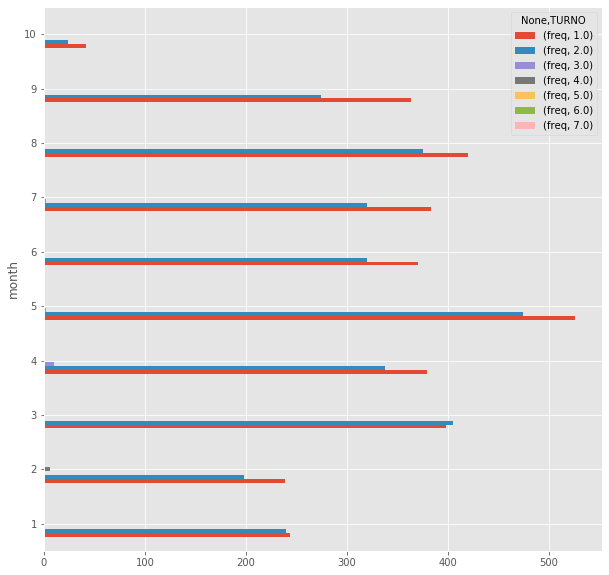 None,TURNO
(freq, 1.0)
(freq, 2.0)
(freq, 3.0)
(freq, 4.0)
(freq, 5.0)
(freq, 6.0)
(freq, 7.0)
10
9
8
7
6
5
4
3
2
1
month
0 100 200 300 400 500